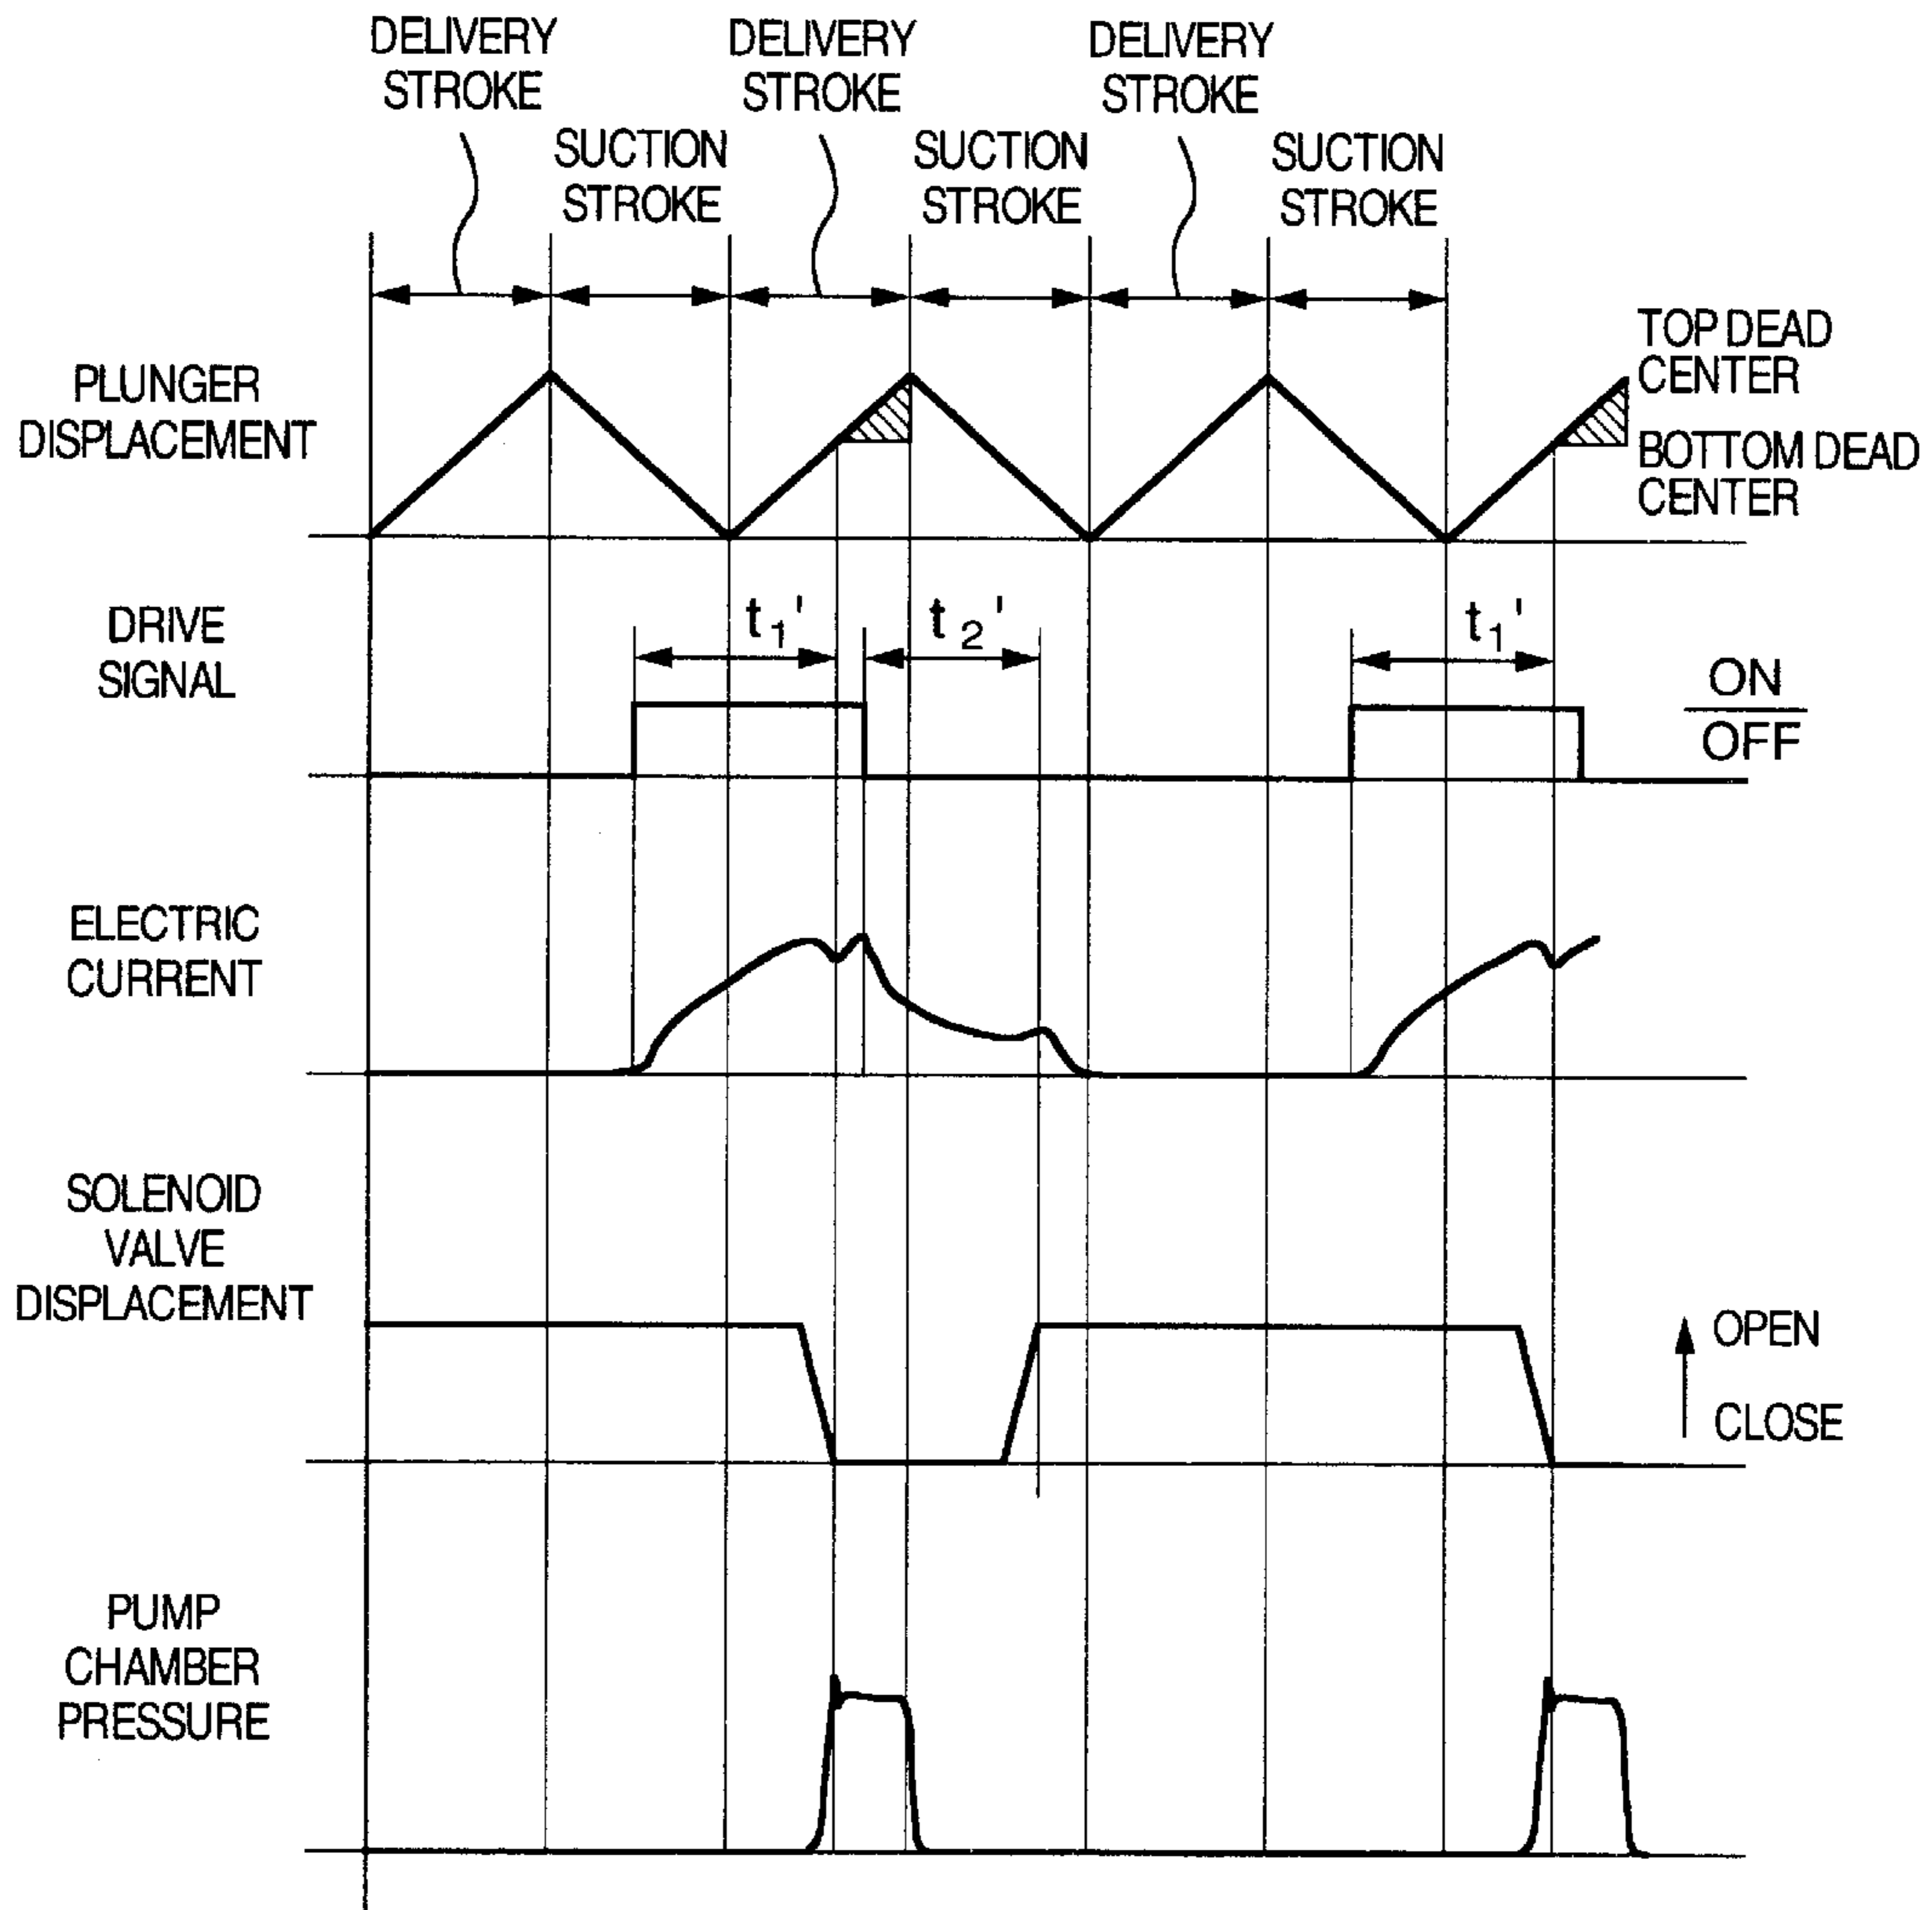 DELIVERY
STROKE
DELIVERY
STROKE
DELIVERY
STROKE
SUCTION
STROKE
SUCTION
STROKE
SUCTION
STROKE
PLUNGER
DISPLACEMENT
TOP DEAD
CENTER
BOTTOM DEAD
CENTER
DRIVE
SIGNAL
t₁'
t₂'
t₁'
ON
OFF
ELECTRIC
CURRENT
SOLENOID
VALVE
DISPLACEMENT
OPEN
CLOSE
PUMP
CHAMBER
PRESSURE